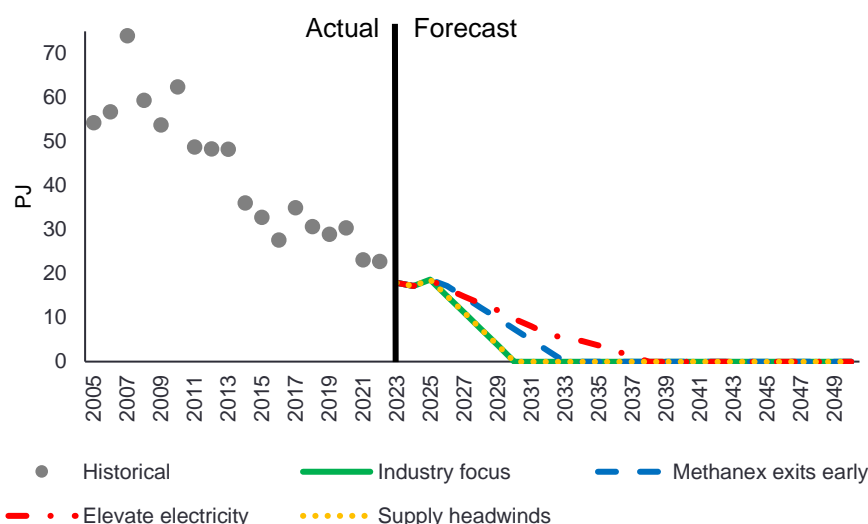 Actual Forecast
70
60
50
40
30
20
10
0
PJ
2005 2007 2009 2011 2013 2015 2017 2019 2021 2023 2025 2027 2029 2031 2033 2035 2037 2039 2041 2043 2045 2047 2049
Historical Industry focus Methanex exits early
Elevate electricity Supply headwinds